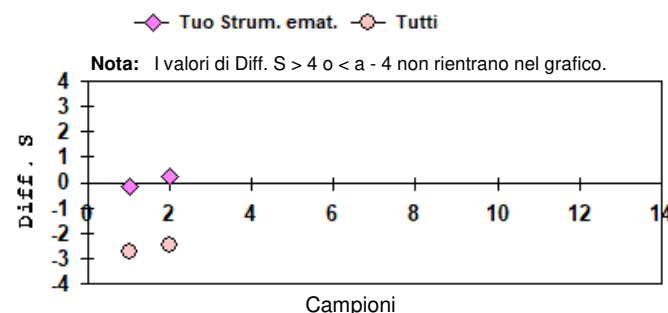 Tuo Strum. emat. Tutti
Nota: I valori di Diff. S > 4 o < a - 4 non rientrano nel grafico.
4
3
2
1
0
-1
-2
-3
-4
0 2 4 6 8 10 12 14
Diff. S
Campioni